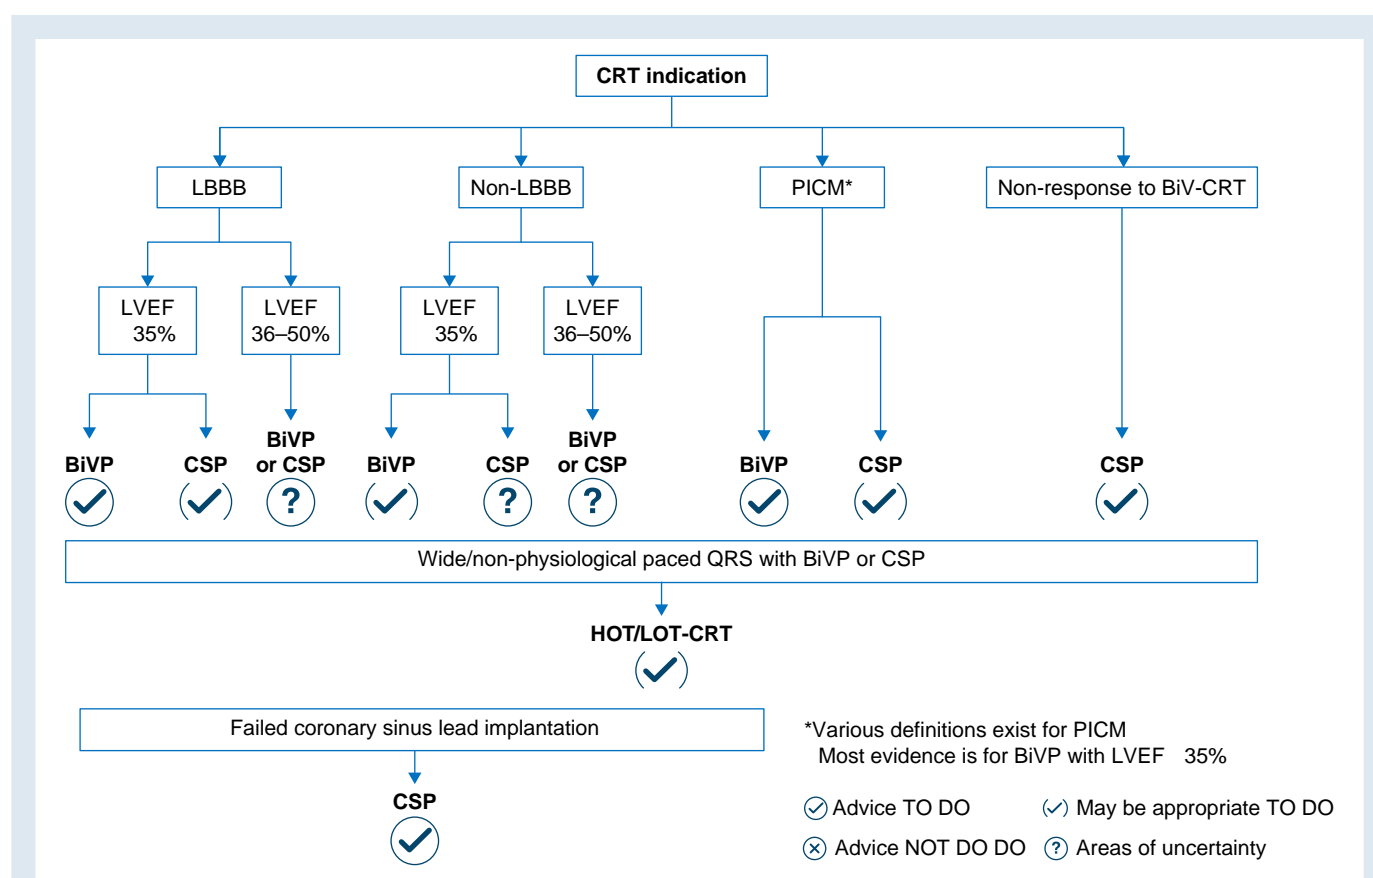 CRT indication
LBBB
Non-LBBB
PICM*
Non-response to BiV-CRT
LVEF
35%
LVEF
36–50%
LVEF
35%
LVEF
36–50%
BiVP
CSP
BiVP
or CSP
BiVP
CSP
BiVP
or CSP
BiVP
CSP
CSP
?
?
?
Wide/non-physiological paced QRS with BiVP or CSP
HOT/LOT-CRT
Failed coronary sinus lead implantation
CSP
*Various definitions exist for PICM
Most evidence is for BiVP with LVEF 35%
Advice TO DO
May be appropriate TO DO
Advice NOT DO DO
? Areas of uncertainty